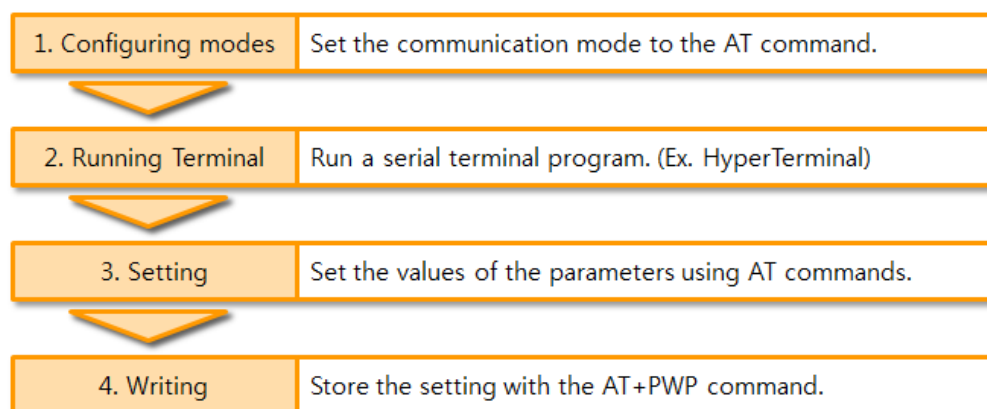 1. Configuring modes Set the communication mode to the AT command.
2. Running Terminal Run a serial terminal program. (Ex. HyperTerminal)
3. Setting Set the values of the parameters using AT commands.
4. Writing Store the setting with the AT+PWP command.